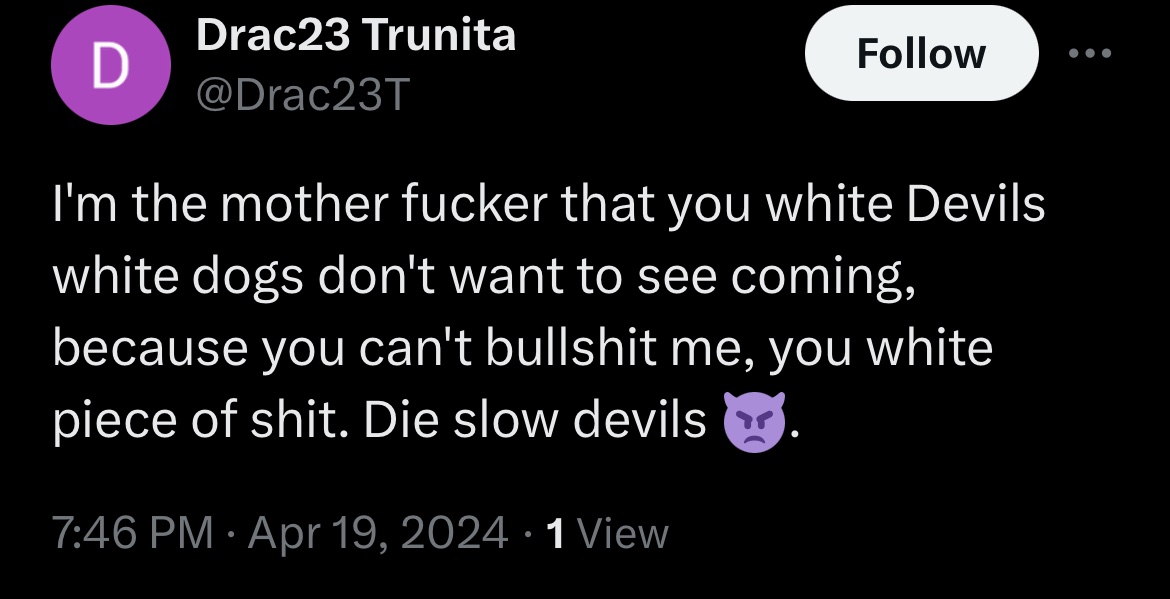 D
Drac23 Trunita
@Drac23T
Follow
I'm the mother fucker that you white Devils
white dogs don't want to see coming,
because you can't bullshit me, you white
piece of shit. Die slow devils 👿.
7:46 PM · Apr 19, 2024 · 1 View